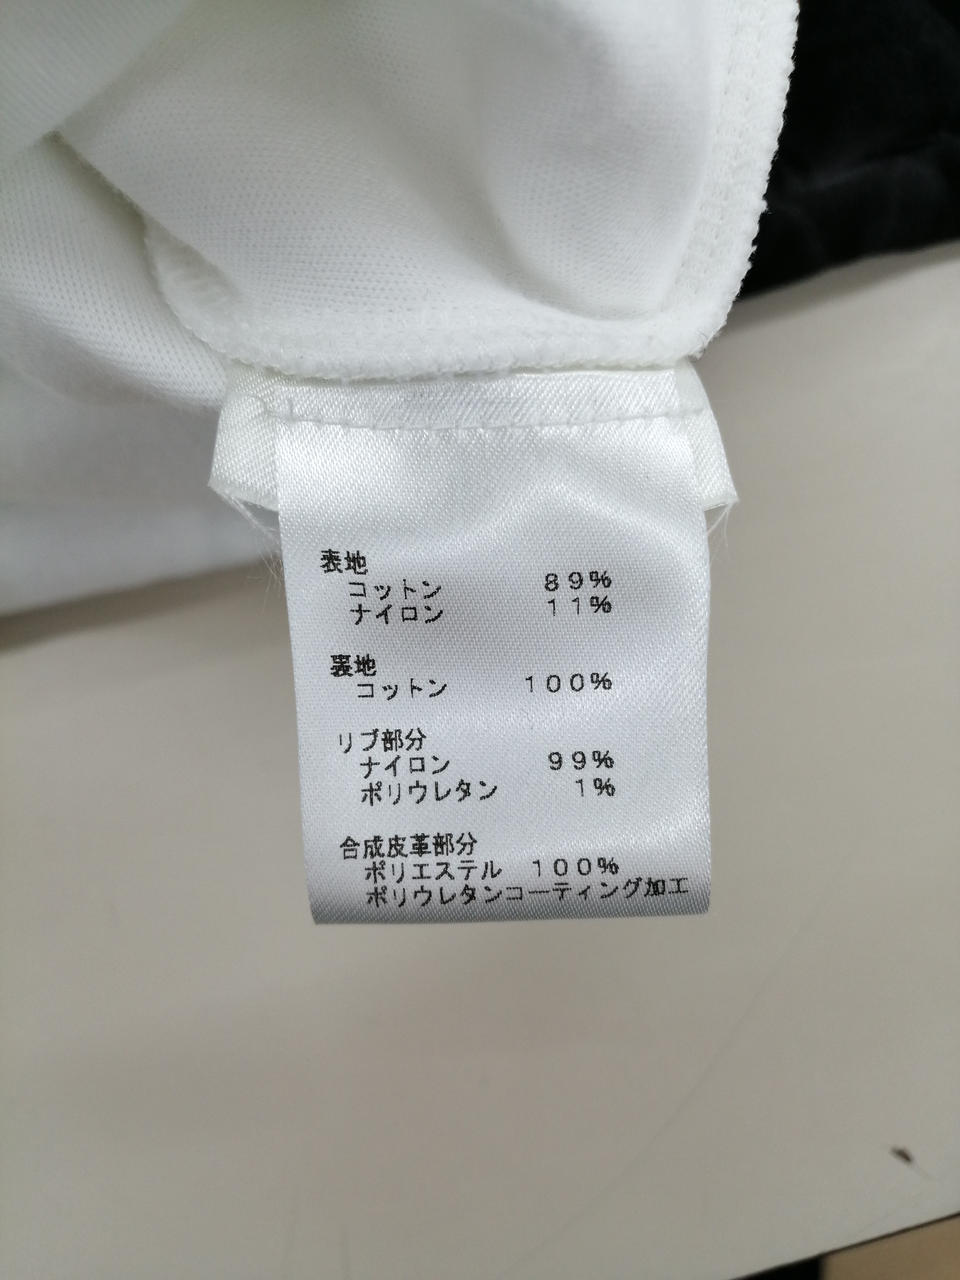 表地
コットン 89%
ナイロン 11%
裏地
コットン 100%
リブ部分
ナイロン 99%
ポリウレタン 1%
合成皮革部分
ポリエステル 100%
ポリウレタンコーティング加工